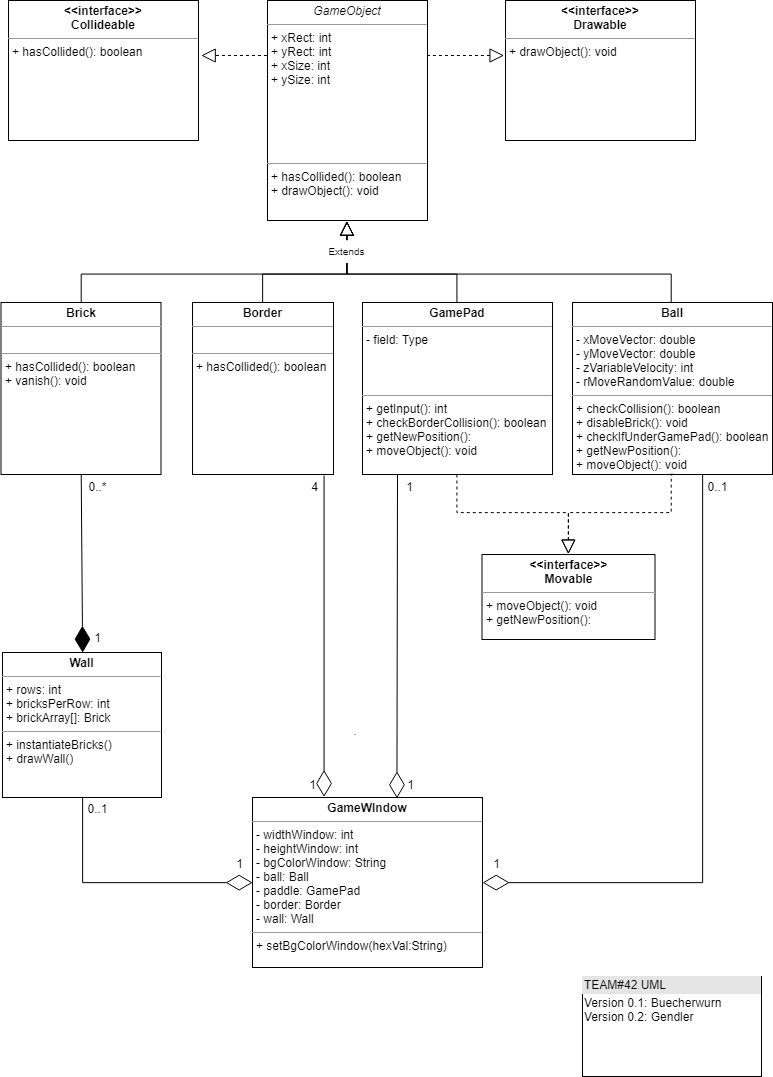 <<interface>>
Collideable
+ hasCollided(): boolean
GameObject
+ xRect: int
+ yRect: int
+ xSize: int
+ ySize: int
+ hasCollided(): boolean
+ drawObject(): void
<<interface>>
Drawable
+ drawObject(): void
Extends
Brick
+ hasCollided(): boolean
+ vanish(): void
Border
+ hasCollided(): boolean
GamePad
- field: Type
+ getInput(): int
+ checkBorderCollision(): boolean
+ getNewPosition():
+ moveObject(): void
Ball
- xMoveVector: double
- yMoveVector: double
- zVariableVelocity: int
- rMoveRandomValue: double
+ checkCollision(): boolean
+ disableBrick(): void
+ checkIfUnderGamePad(): boolean
+ getNewPosition():
+ moveObject(): void
0..*
4
1
0..1
<<interface>>
Movable
+ moveObject(): void
+ getNewPosition():
1
Wall
+ rows: int
+ bricksPerRow: int
+ brickArray[]: Brick
+ instantiateBricks()
+ drawWall()
0..1
1
1
1
1
GameWIndow
- widthWindow: int
- heightWindow: int
- bgColorWindow: String
- ball: Ball
- paddle: GamePad
- border: Border
- wall: Wall
+ setBgColorWindow(hexVal:String)
TEAM#42 UML
Version 0.1: Buecherwurn
Version 0.2: Gendler